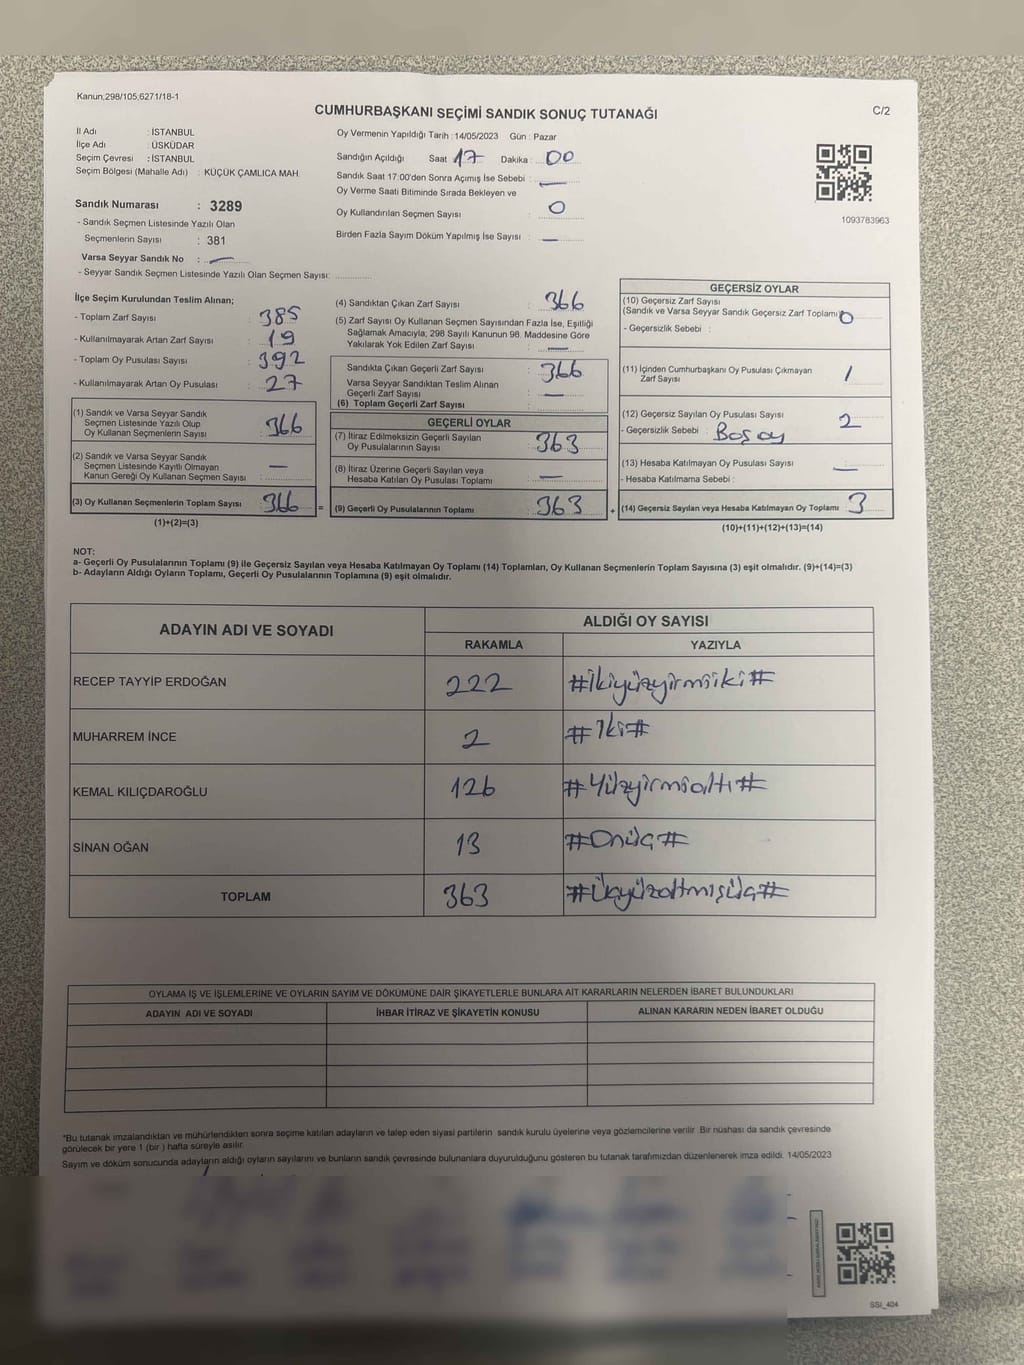 Kanun,298/105,6271/18-1
CUMHURBAŞKANI SEÇİMİ SANDIK SONUÇ TUTANAĞI
C/2
İl Adı : İSTANBUL
İlçe Adı : ÜSKÜDAR
Seçim Çevresi : İSTANBUL
Seçim Bölgesi (Mahalle Adı) : KÜÇÜK ÇAMLICA MAH.
Sandık Numarası : 3289
- Sandık Seçmen Listesinde Yazılı Olan
Seçmenlerin Sayısı : 381
Varsa Seyyar Sandık No : —
- Seyyar Sandık Seçmen Listesinde Yazılı Olan Seçmen Sayısı:
Oy Vermenin Yapıldığı Tarih : 14/05/2023 Gün : Pazar
Sandığın Açıldığı Saat 17 Dakika : 00
Sandık Saat 17:00'den Sonra Açımış İse Sebebi : —
Oy Verme Saati Bitiminde Sırada Bekleyen ve
Oy Kullandırılan Seçmen Sayısı : 0
Birden Fazla Sayım Döküm Yapılmış İse Sayısı : —
1093783963
İlçe Seçim Kurulundan Teslim Alınan;
- Toplam Zarf Sayısı : 385
- Kullanılmayarak Artan Zarf Sayısı : 19
- Toplam Oy Pusulası Sayısı : 392
- Kullanılmayarak Artan Oy Pusulası : 27
(1) Sandık ve Varsa Seyyar Sandık
Seçmen Listesinde Yazılı Olup
Oy Kullanan Seçmenlerin Sayısı : 366
(2) Sandık ve Varsa Seyyar Sandık
Seçmen Listesinde Kayıtlı Olmayan
Kanun Gereği Oy Kullanan Seçmen Sayısı : —
(3) Oy Kullanan Seçmenlerin Toplam Sayısı 366 =
(1)+(2)=(3)
(4) Sandıktan Çıkan Zarf Sayısı : 366
(5) Zarf Sayısı Oy Kullanan Seçmen Sayısından Fazla İse, Eşitliği
Sağlamak Amacıyla, 298 Sayılı Kanunun 98. Maddesine Göre
Yakılarak Yok Edilen Zarf Sayısı : —
Sandıkta Çıkan Geçerli Zarf Sayısı : 366
Varsa Seyyar Sandıktan Teslim Alınan
Geçerli Zarf Sayısı : —
(6) Toplam Geçerli Zarf Sayısı :
GEÇERLİ OYLAR
(7) İtiraz Edilmeksizin Geçerli Sayılan
Oy Pusulalarının Sayısı : 363
(8) İtiraz Üzerine Geçerli Sayılan veya
Hesaba Katılan Oy Pusulası Toplamı : —
(9) Geçerli Oy Pusulalarının Toplamı : 363 +
GEÇERSİZ OYLAR
(10) Geçersiz Zarf Sayısı
(Sandık ve Varsa Seyyar Sandık Geçersiz Zarf Toplamı) 0
- Geçersizlik Sebebi :
(11) İçinden Cumhurbaşkanı Oy Pusulası Çıkmayan
Zarf Sayısı 1
(12) Geçersiz Sayılan Oy Pusulası Sayısı : 2
- Geçersizlik Sebebi : Boş oy
(13) Hesaba Katılmayan Oy Pusulası Sayısı : —
- Hesaba Katılmama Sebebi :
(14) Geçersiz Sayılan veya Hesaba Katılmayan Oy Toplamı 3
(10)+(11)+(12)+(13)=(14)
NOT:
a- Geçerli Oy Pusulalarının Toplamı (9) ile Geçersiz Sayılan veya Hesaba Katılmayan Oy Toplamı (14) Toplamları, Oy Kullanan Seçmenlerin Toplam Sayısına (3) eşit olmalıdır. (9)+(14)=(3)
b- Adayların Aldığı Oyların Toplamı, Geçerli Oy Pusulalarının Toplamına (9) eşit olmalıdır.
ADAYIN ADI VE SOYADI
ALDIĞI OY SAYISI
RAKAMLA YAZIYLA
RECEP TAYYİP ERDOĞAN 222 #İkiyüzyirmiiki#
MUHARREM İNCE 2 #İki#
KEMAL KILIÇDAROĞLU 126 #Yüzyirmialtı#
SİNAN OĞAN 13 #Onüç#
TOPLAM 363 #Üçyüzaltmışüç#
OYLAMA İŞ VE İŞLEMLERİNE VE OYLARIN SAYIM VE DÖKÜMÜNE DAİR ŞİKAYETLERLE BUNLARA AİT KARARLARIN NELERDEN İBARET BULUNDUKLARI
ADAYIN ADI VE SOYADI İHBAR İTİRAZ VE ŞİKAYETİN KONUSU ALINAN KARARIN NEDEN İBARET OLDUĞU
*Bu tutanak imzalandıktan ve mühürlendikten sonra seçime katılan adayların ve talep eden siyasi partilerin sandık kurulu üyelerine veya gözlemcilerine verilir .Bir nüshası da sandık çevresinde
görülecek bir yere 1 (bir ) hafta süreyle asılır.
Sayım ve döküm sonucunda adayların aldığı oyların sayılarını ve bunların sandık çevresinde bulunanlara duyurulduğunu gösteren bu tutanak tarafımızdan düzenlenerek imza edildi. 14/05/2023
SSI_404